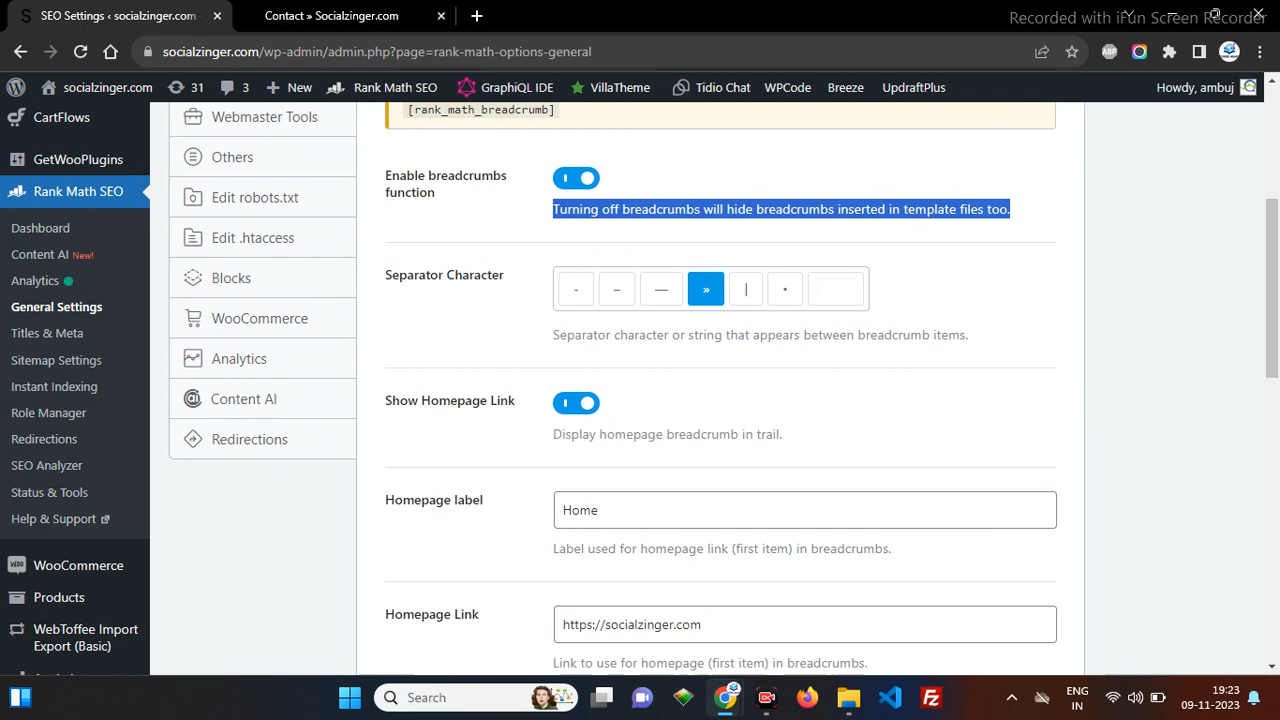 SEO Settings ‹ socialzinger.com
Contact » Socialzinger.com
Recorded with iFun Screen Recorder
socialzinger.com/wp-admin/admin.php?page=rank-math-options-general
ABP
socialzinger.com 31 3 New Rank Math SEO GraphiQL IDE VillaTheme Tidio Chat WPCode Breeze UpdraftPlus Howdy, ambuj
CartFlows
GetWooPlugins
Rank Math SEO
Dashboard
Content AI New!
Analytics
General Settings
Titles & Meta
Sitemap Settings
Instant Indexing
Role Manager
Redirections
SEO Analyzer
Status & Tools
Help & Support
WooCommerce
Products
WebToffee Import
Export (Basic)
Webmaster Tools
Others
Edit robots.txt
Edit .htaccess
Blocks
WooCommerce
Analytics
Content AI
Redirections
[rank_math_breadcrumb]
Enable breadcrumbs
function
Turning off breadcrumbs will hide breadcrumbs inserted in template files too.
Separator Character
- – — » | •
Separator character or string that appears between breadcrumb items.
Show Homepage Link
Display homepage breadcrumb in trail.
Homepage label
Home
Label used for homepage link (first item) in breadcrumbs.
Homepage Link
https://socialzinger.com
Link to use for homepage (first item) in breadcrumbs.
Search
ENG
IN
19:23
09-11-2023